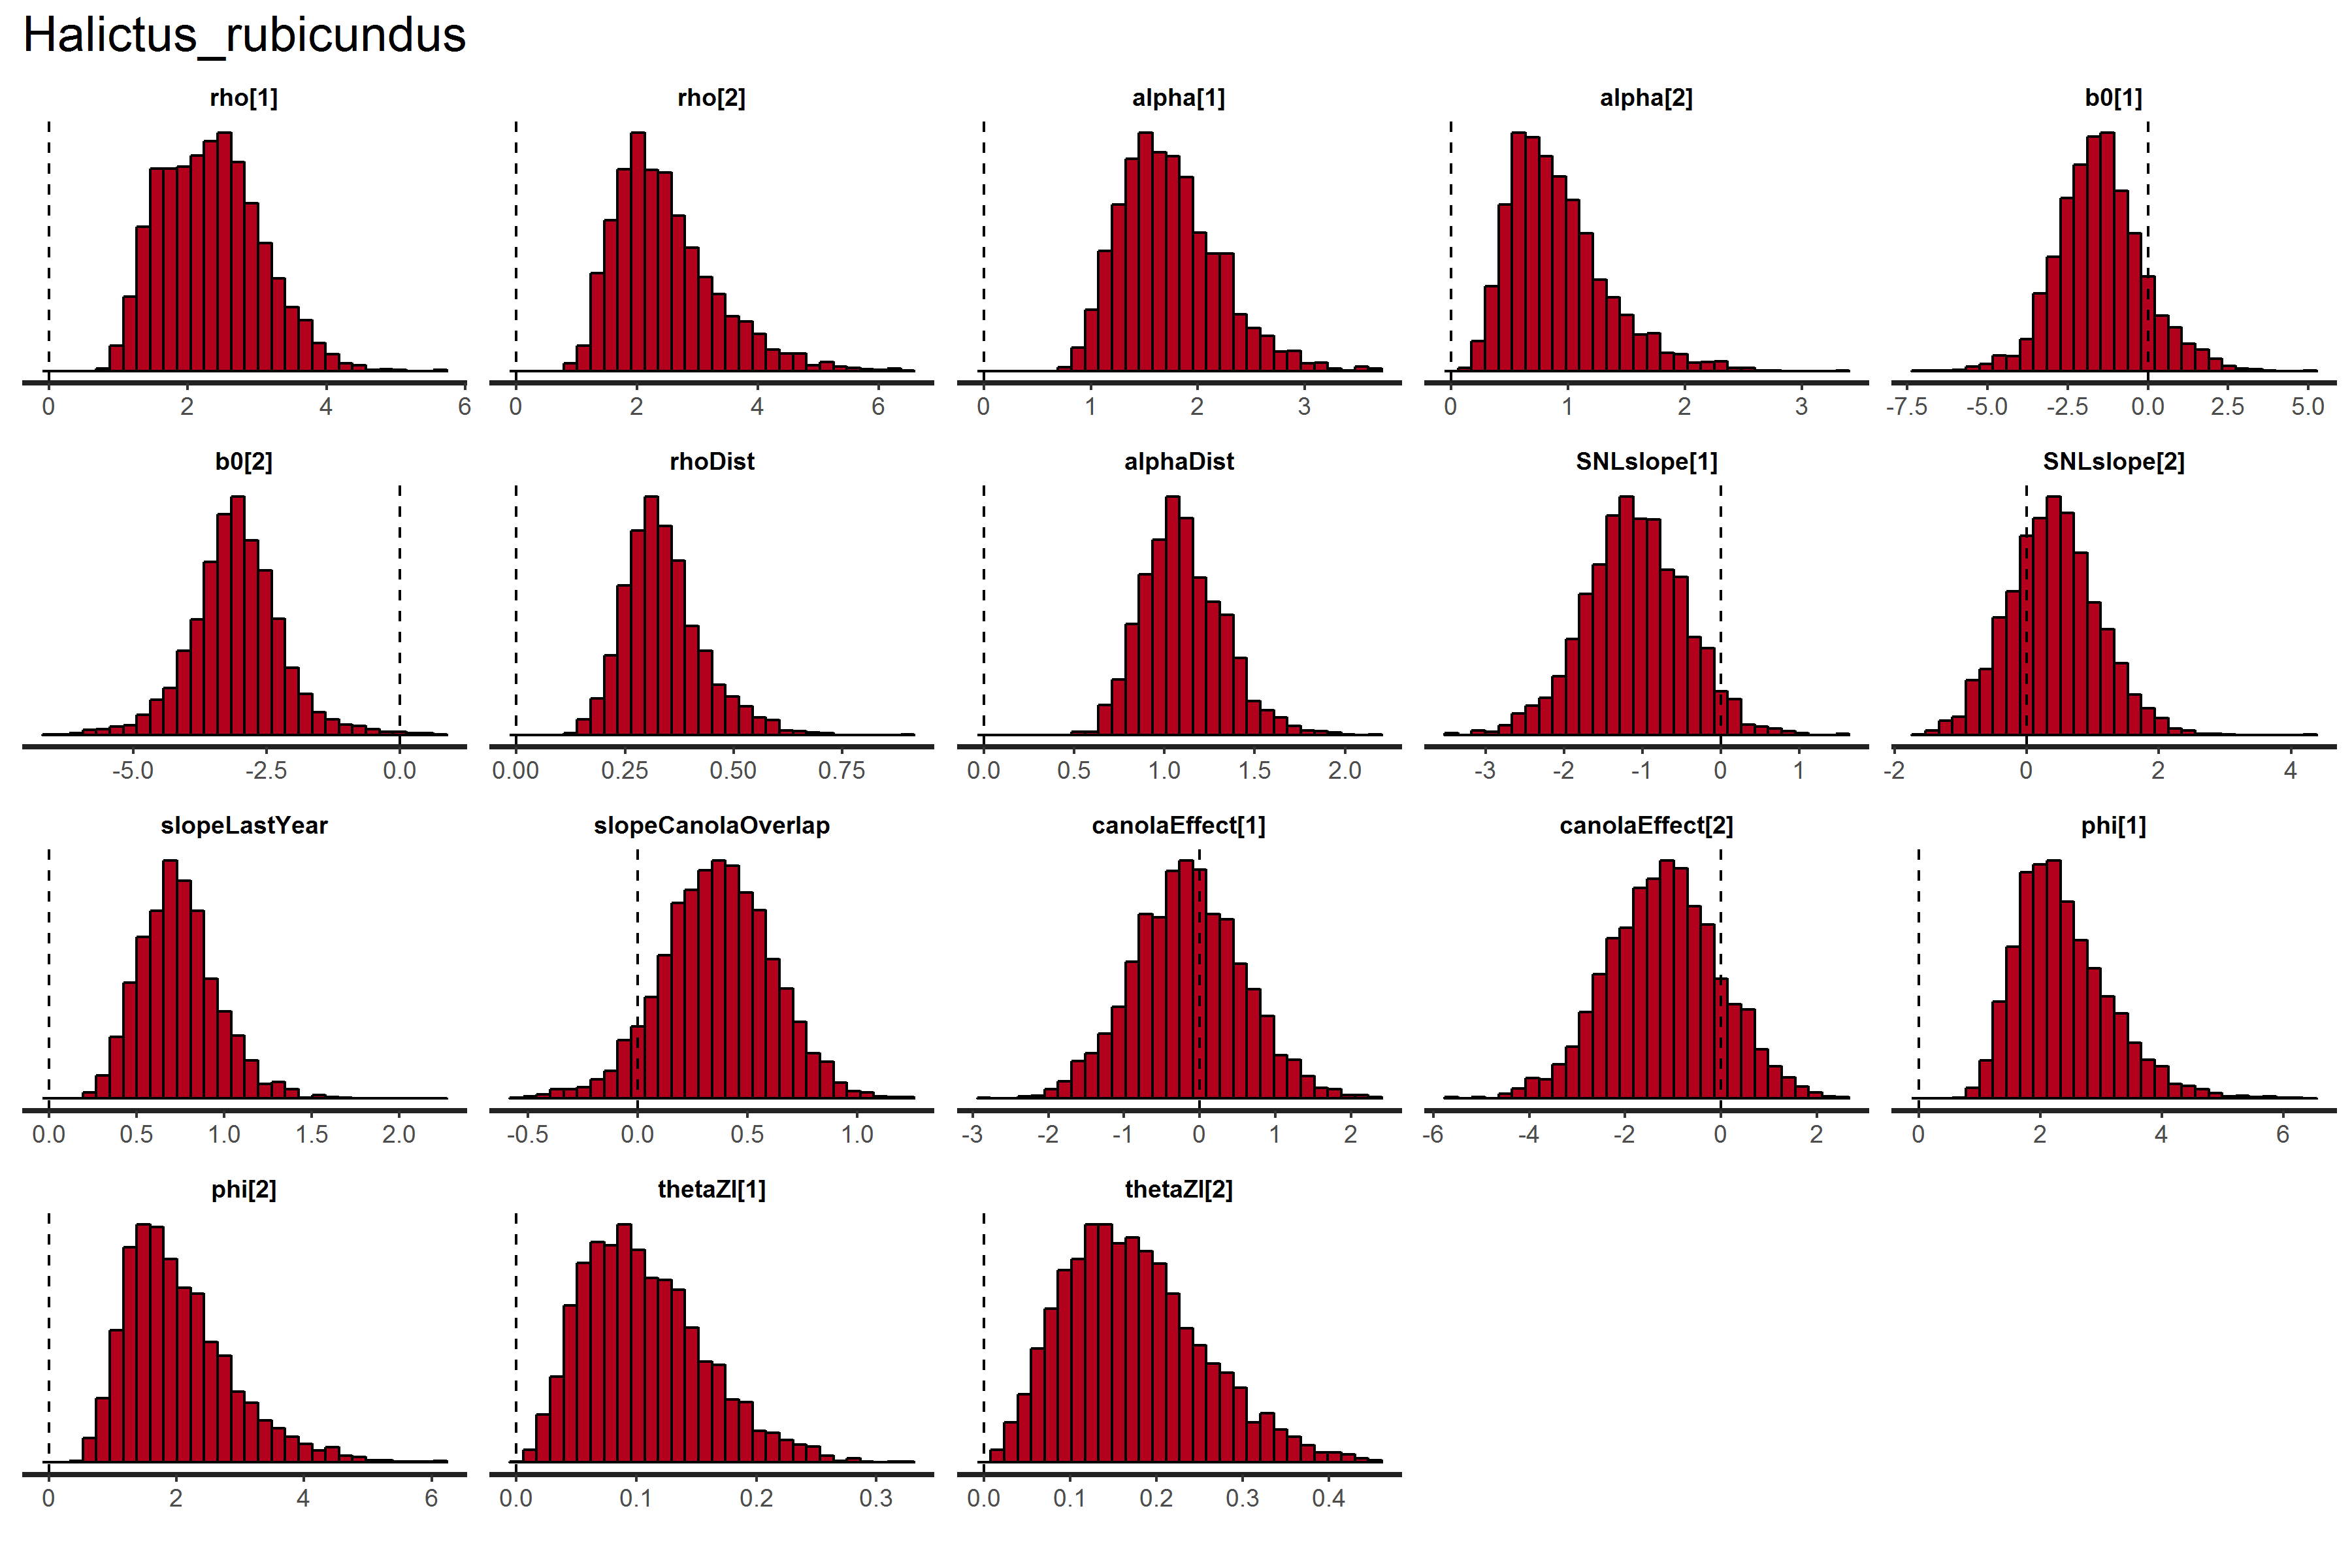 Halictus_rubicundus
rho[1] rho[2] alpha[1] alpha[2] b0[1]
0 2 4 6 0 2 4 6 0 1 2 3 0 1 2 3 -7.5 -5.0 -2.5 0.0 2.5 5.0
b0[2] rhoDist alphaDist SNLslope[1] SNLslope[2]
-5.0 -2.5 0.0 0.00 0.25 0.50 0.75 0.0 0.5 1.0 1.5 2.0 -3 -2 -1 0 1 -2 0 2 4
slopeLastYear slopeCanolaOverlap canolaEffect[1] canolaEffect[2] phi[1]
0.0 0.5 1.0 1.5 2.0 -0.5 0.0 0.5 1.0 -3 -2 -1 0 1 2 -6 -4 -2 0 2 0 2 4 6
phi[2] thetaZI[1] thetaZI[2]
0 2 4 6 0.0 0.1 0.2 0.3 0.0 0.1 0.2 0.3 0.4